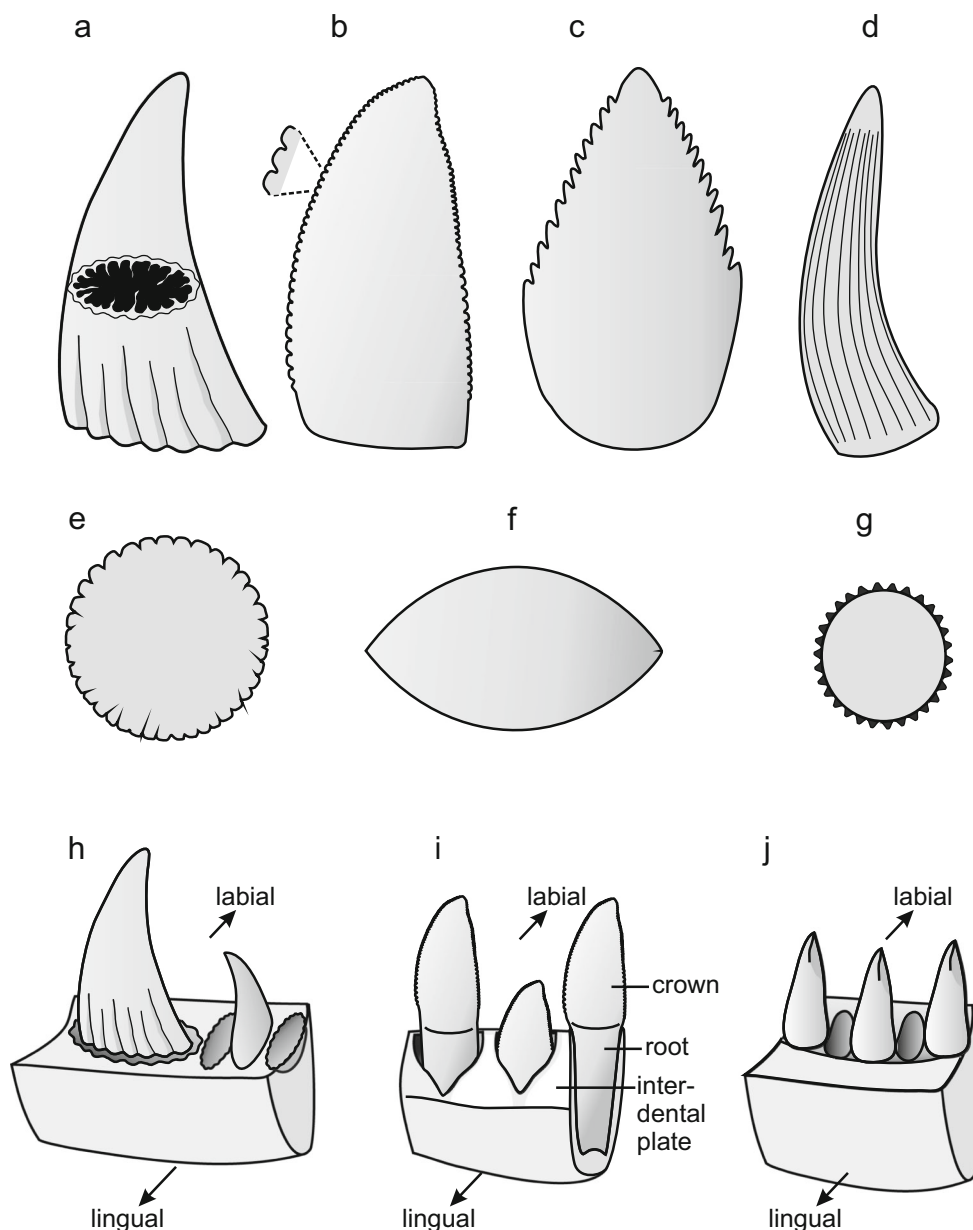 a
b
c
d
e
f
g
h
i
j
labial
labial
labial
crown
root
inter-
dental
plate
lingual
lingual
lingual